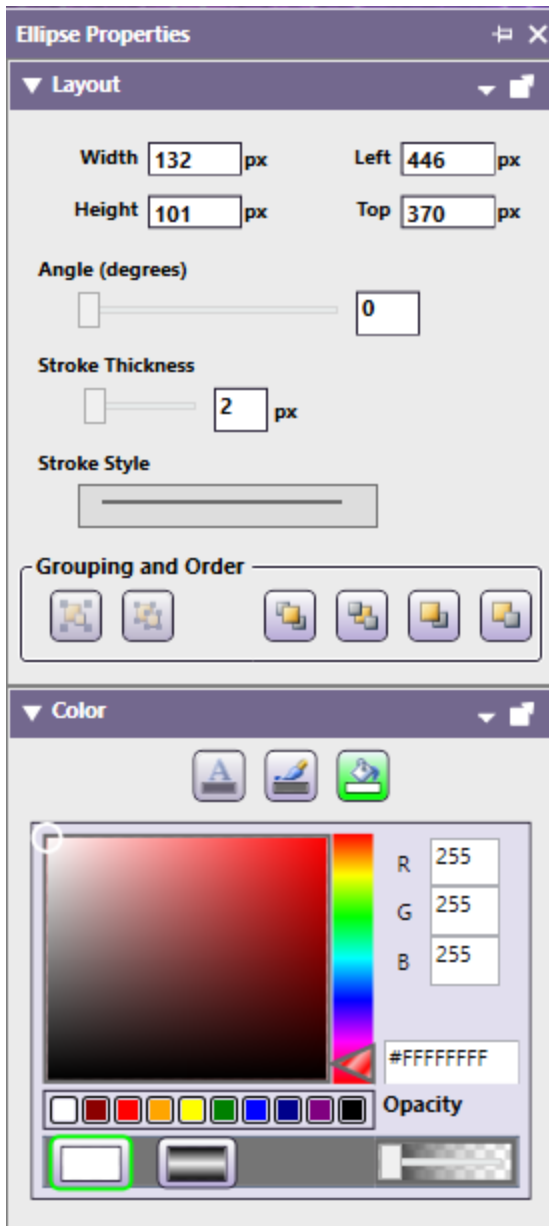 Ellipse Properties
Layout
Width 132 px Left 446 px
Height 101 px Top 370 px
Angle (degrees)
0
Stroke Thickness
2 px
Stroke Style
Grouping and Order
Color
A
R 255
G 255
B 255
#FFFFFFFF
Opacity